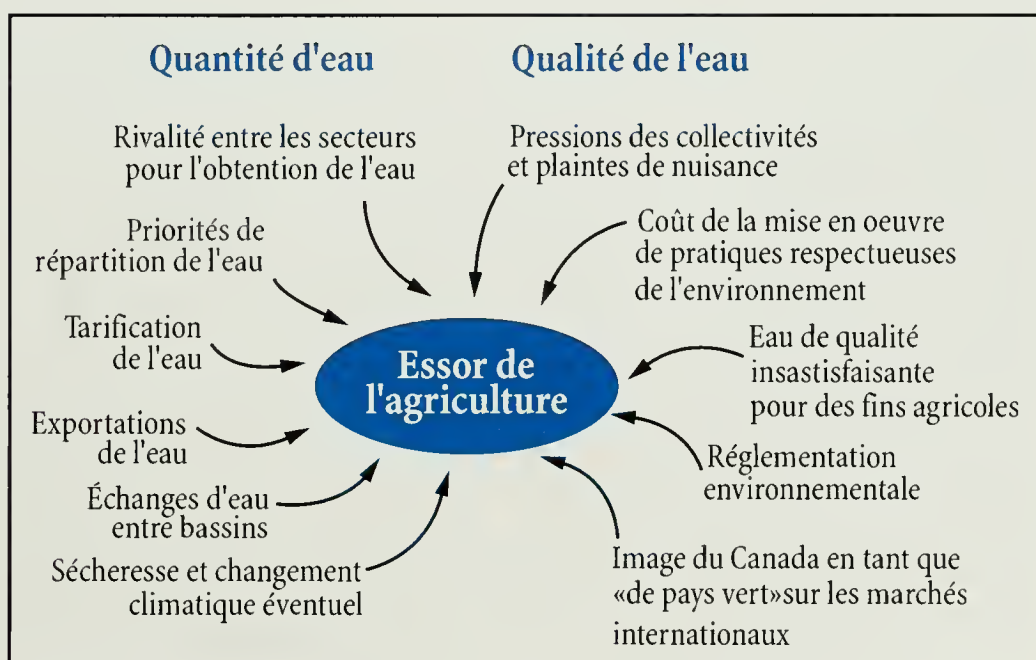 Quantité d'eau
Rivalité entre les secteurs
pour l'obtention de l'eau
Priorités de
répartition de l'eau
Tarification
de l'eau
Exportations
de l'eau
Échanges d'eau
entre bassins
Sécheresse et changement
climatique éventuel
Qualité de l'eau
Pressions des collectivités
et plaintes de nuisance
Coût de la mise en oeuvre
de pratiques respectueuses
de l'environnement
Eau de qualité
insastisfaisante
pour des fins agricoles
Réglementation
environnementale
Image du Canada en tant que
«de pays vert»sur les marchés
internationaux
Essor de
l'agriculture